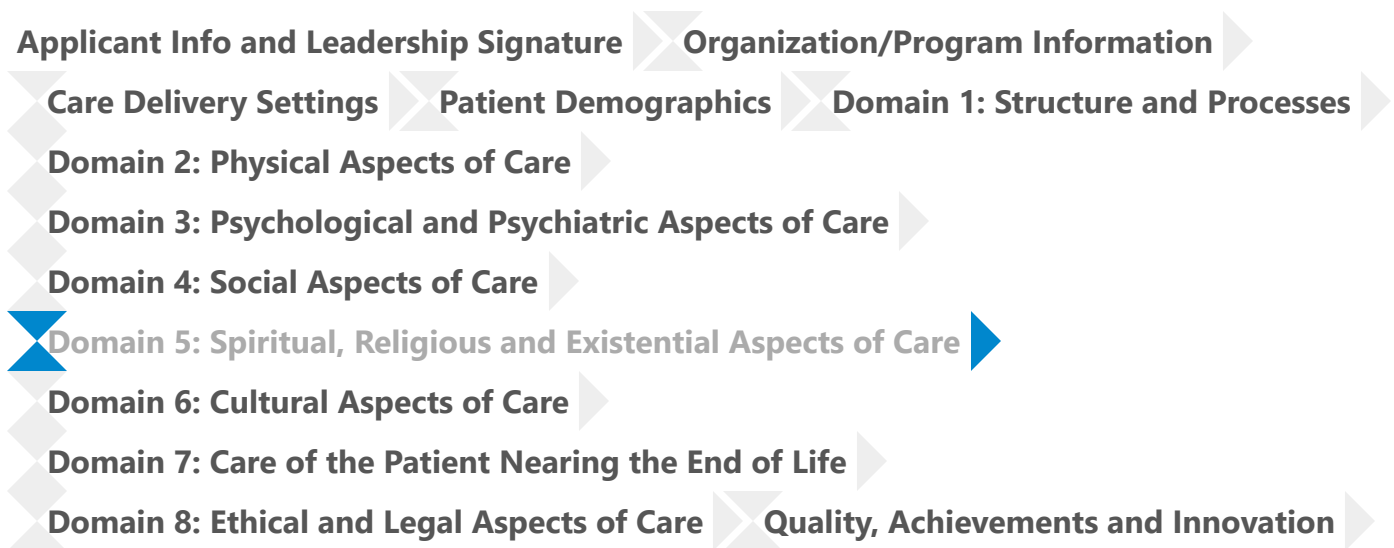 Applicant Info and Leadership Signature Organization/Program Information
Care Delivery Settings Patient Demographics Domain 1: Structure and Processes
Domain 2: Physical Aspects of Care
Domain 3: Psychological and Psychiatric Aspects of Care
Domain 4: Social Aspects of Care
Domain 5: Spiritual, Religious and Existential Aspects of Care
Domain 6: Cultural Aspects of Care
Domain 7: Care of the Patient Nearing the End of Life
Domain 8: Ethical and Legal Aspects of Care Quality, Achievements and Innovation